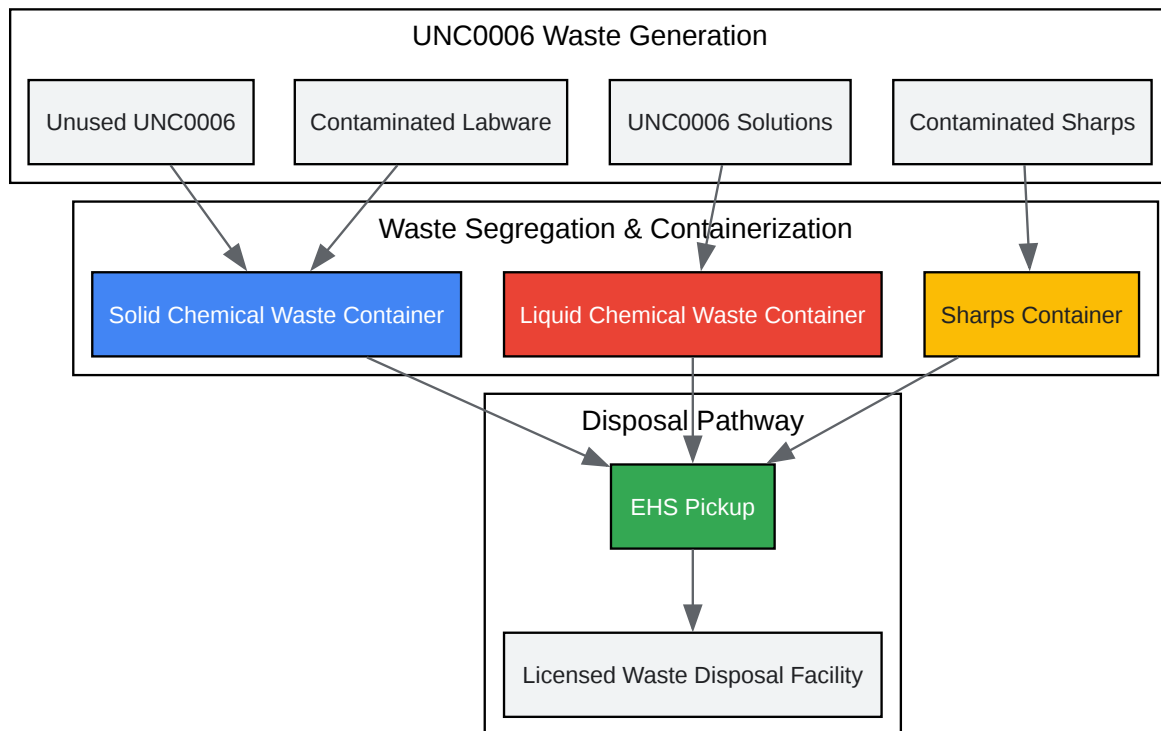 UNC0006 Waste Generation
Unused UNC0006
Contaminated Labware
UNC0006 Solutions
Contaminated Sharps
Waste Segregation & Containerization
Solid Chemical Waste Container
Liquid Chemical Waste Container
Sharps Container
Disposal Pathway
EHS Pickup
Licensed Waste Disposal Facility